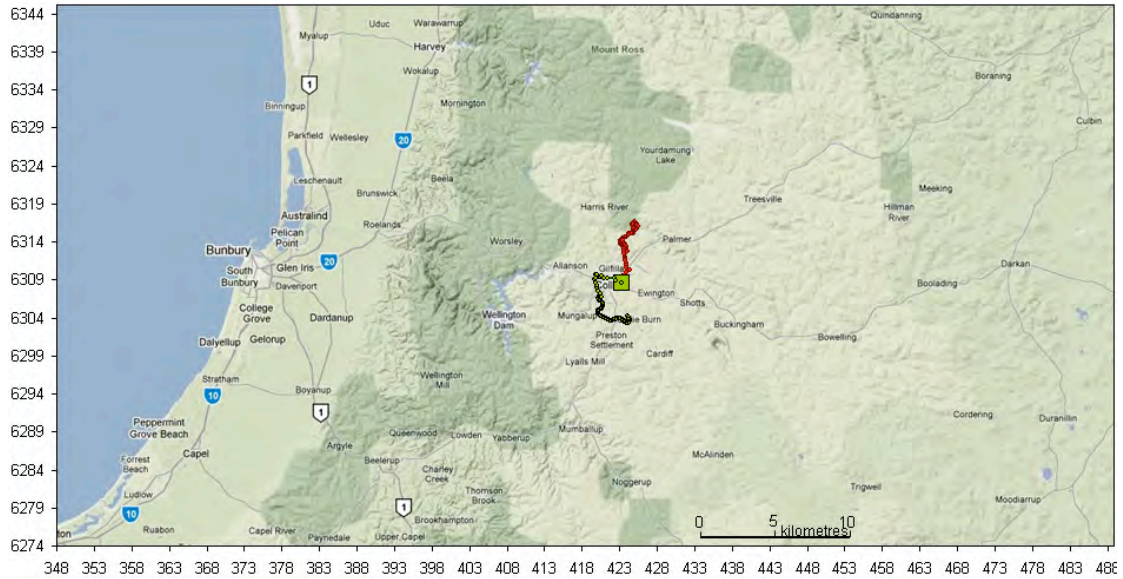 6344
6339
6334
6329
6324
6319
6314
6309
6304
6299
6294
6289
6284
6279
6274
Uduc
Warawarrup
Quindanning
Myalup
Harvey
Mount Ross
Wokalup
Boraning
1
Binningup
Mornington
Culbin
Parkfield
Wellesley
20
Yourdamung
Lake
Leschenault
Beela
Meeking
Brunswick
Treesville
Harris River
Hillman
River
Australind
Roelands
Pelican
Point
Worsley
Palmer
Bunbury
Glen Iris
20
Allanson
Darkan
South
Bunbury
Davenport
Boolading
Ewington
Shotts
College
Grove
Dardanup
Wellington
Dam
Buckingham
Preston
Settlement
Bowelling
Dalyellup
Gelorup
Cardiff
Lyalls Mill
Stratham
Wellington
Mill
10
Boyanup
1
Cordering
Duranillin
Peppermint
Grove Beach
Mumballup
Argyle
Queenwood
Lowden
Yabberup
Capel
Beelerup
McAlinden
Forrest
Beach
Charley
Creek
Noggerup
Trigwell
Ludlow
Thomson
Brook
Moodiarrup
10
1
Ruabon
Capel River
Paynedale
Brookhampton
Upper Capel
0 5 10
kilometres
348 353 358 363 368 373 378 383 388 393 398 403 408 413 418 423 428 433 438 443 448 453 458 463 468 473 478 483